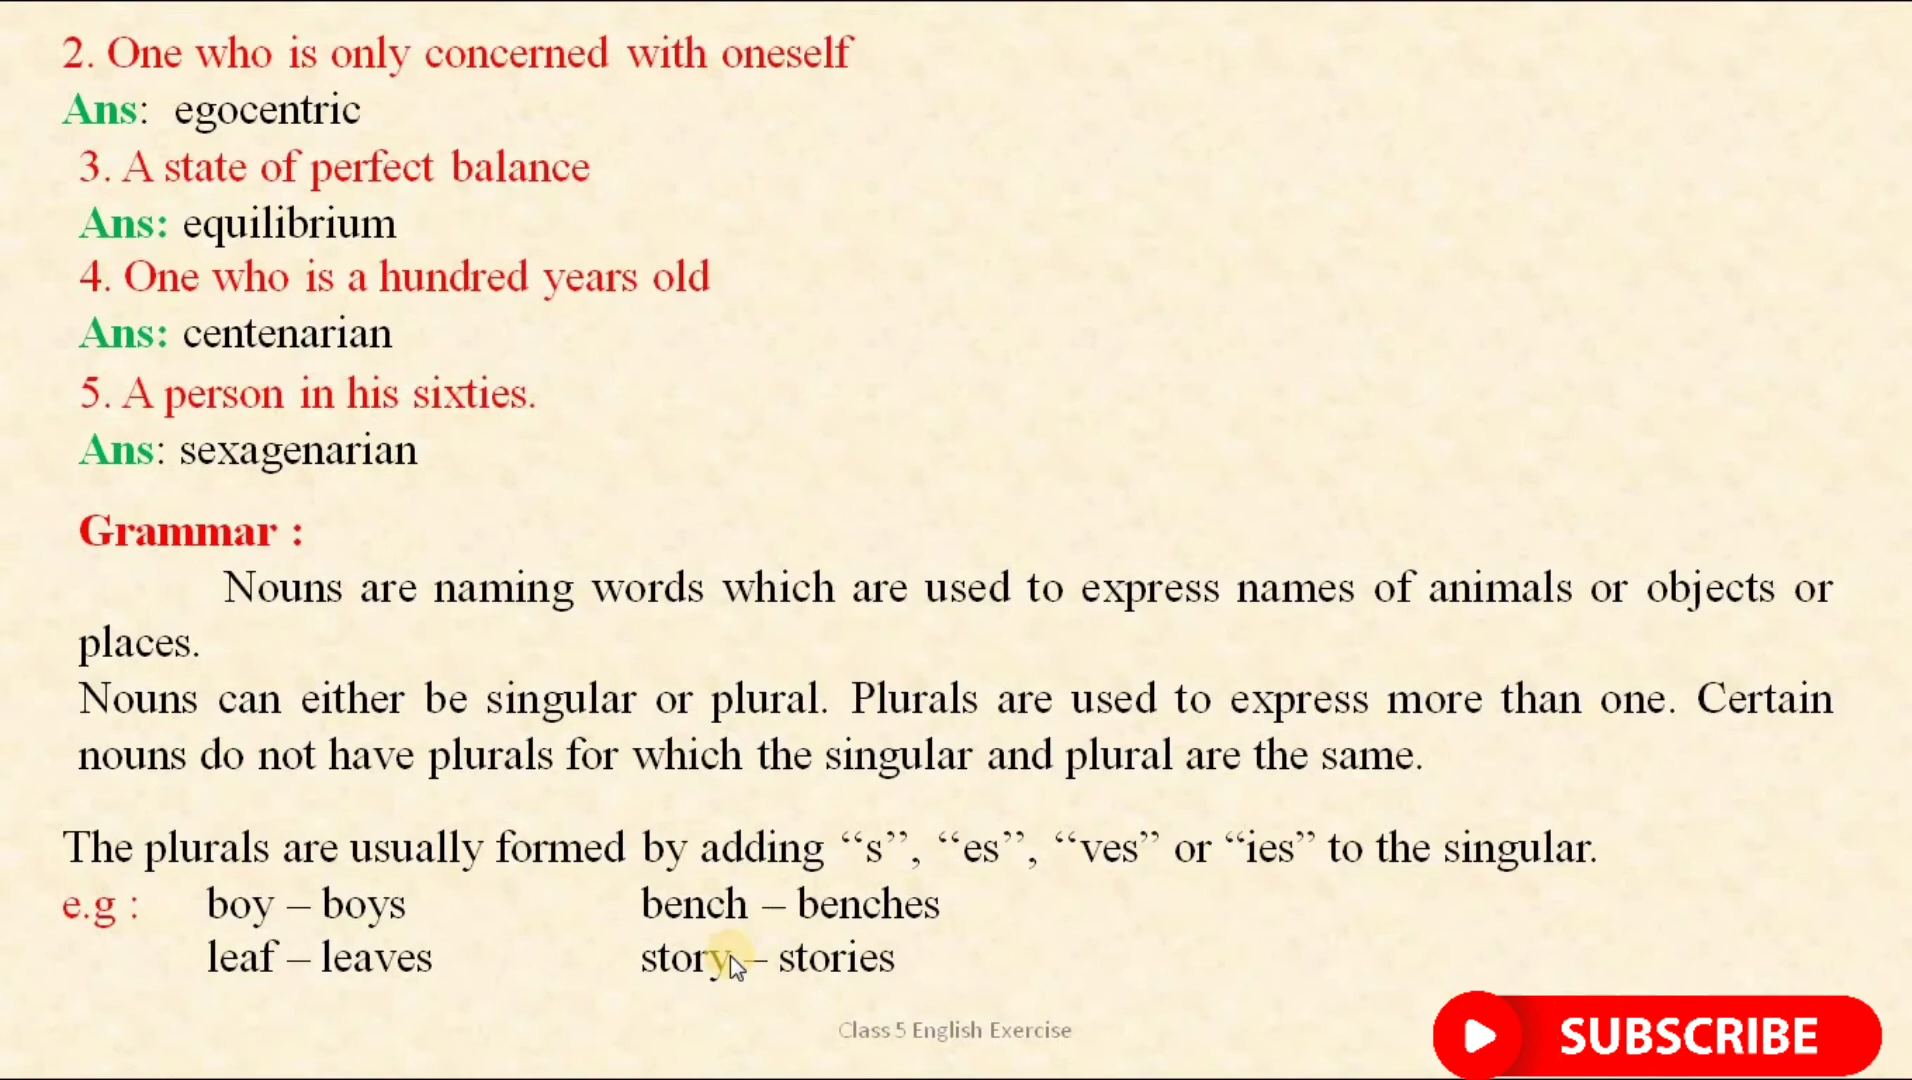 2. One who is only concerned with oneself
Ans: egocentric
3. A state of perfect balance
Ans: equilibrium
4. One who is a hundred years old
Ans: centenarian
5. A person in his sixties.
Ans: sexagenarian
Grammar :
Nouns are naming words which are used to express names of animals or objects or
places.
Nouns can either be singular or plural. Plurals are used to express more than one. Certain
nouns do not have plurals for which the singular and plural are the same.
The plurals are usually formed by adding “s”, “es”, “ves” or “ies” to the singular.
e.g : boy – boys bench – benches
leaf – leaves story – stories
Class 5 English Exercise
SUBSCRIBE